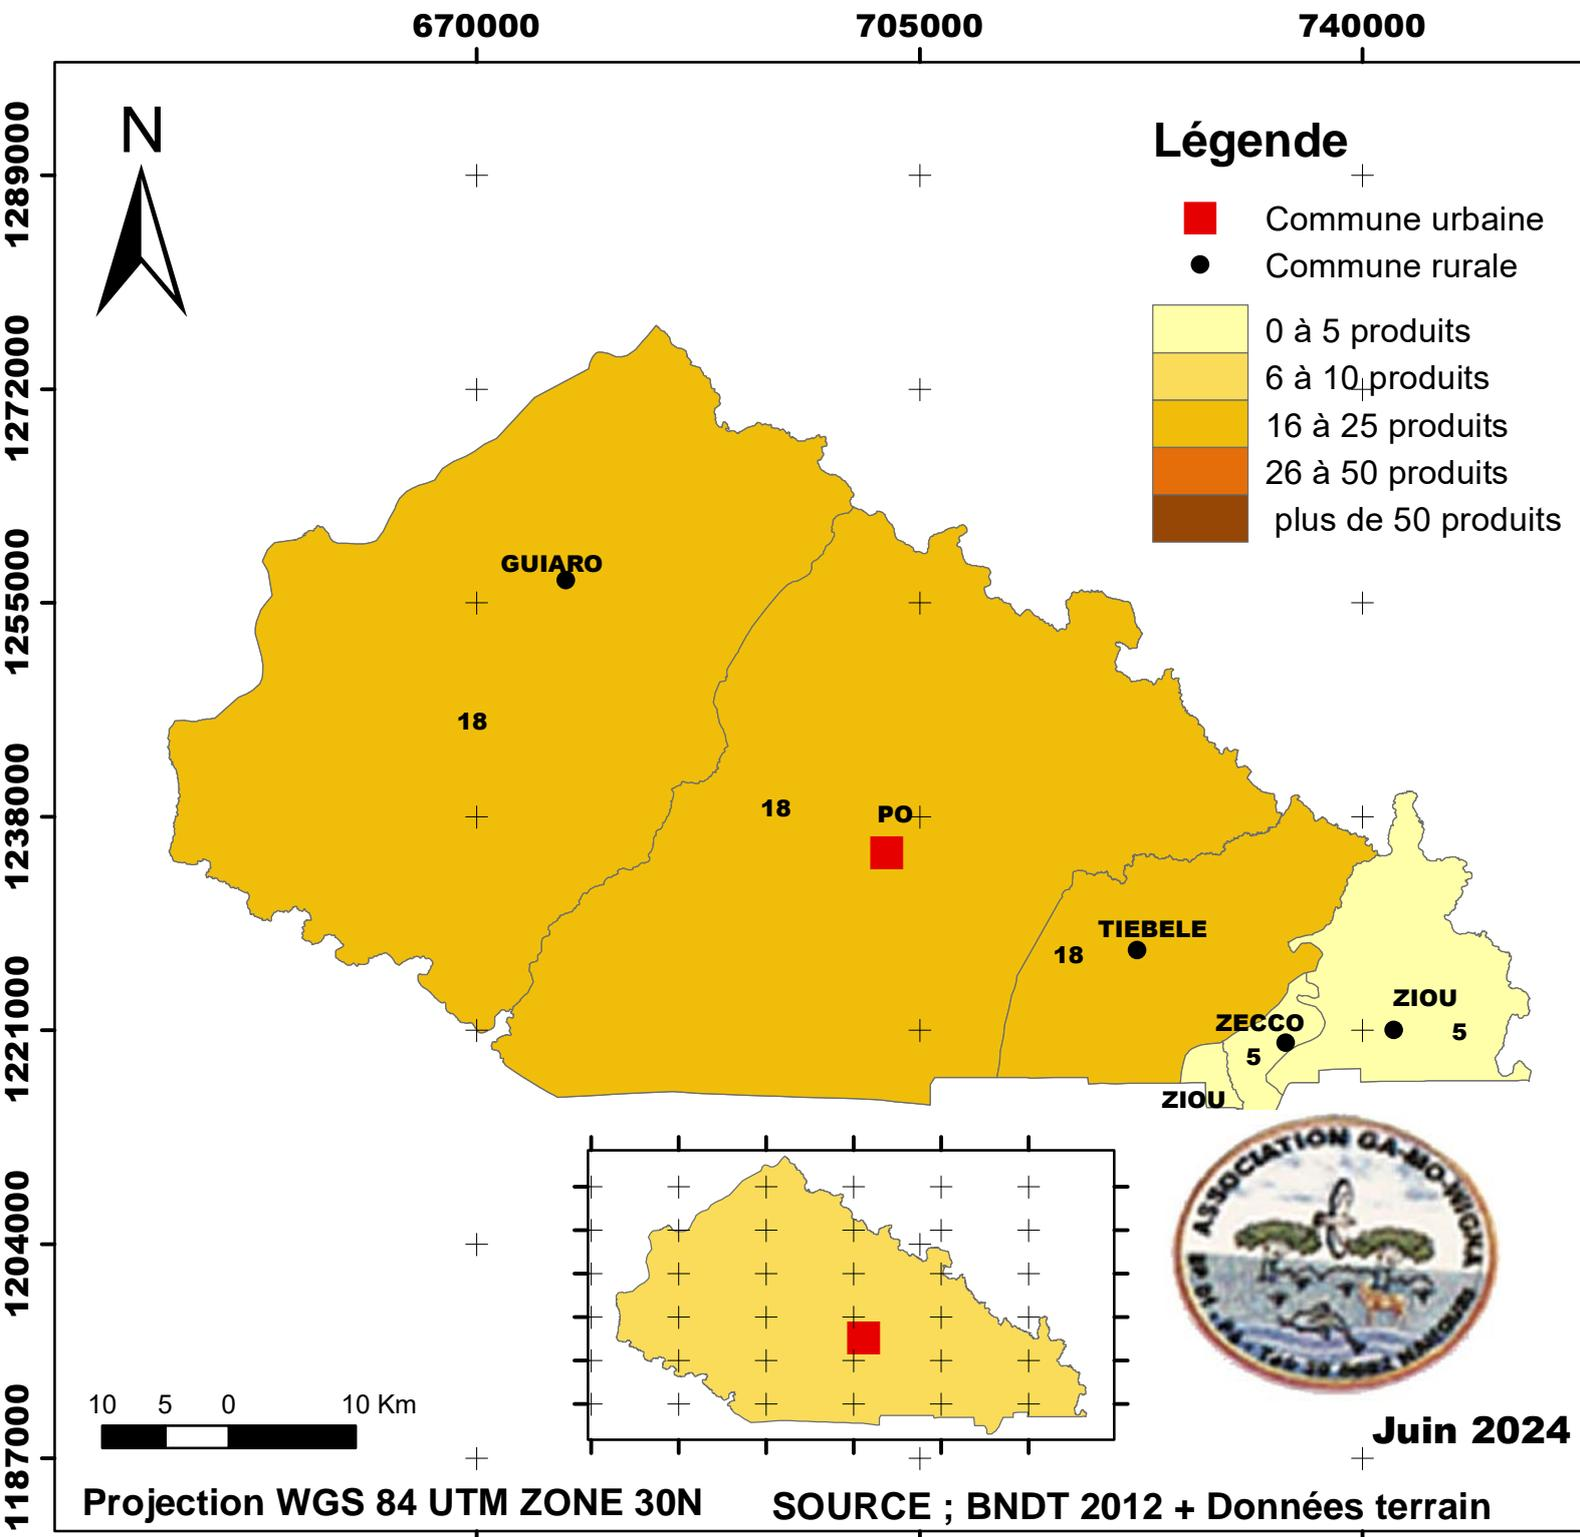 670000 705000 740000
1289000
1272000
1255000
1238000
1221000
1204000
1187000
N
Légende
Commune urbaine
Commune rurale
0 à 5 produits
6 à 10 produits
16 à 25 produits
26 à 50 produits
plus de 50 produits
GUIARO
18
18
PO
TIEBELE
18
ZIOU
5
ZECCO
5
ZIOU
ASSOCIATION GA-MO-WIGNA
10 5 0 10 Km
Juin 2024
Projection WGS 84 UTM ZONE 30N
SOURCE ; BNDT 2012 + Données terrain